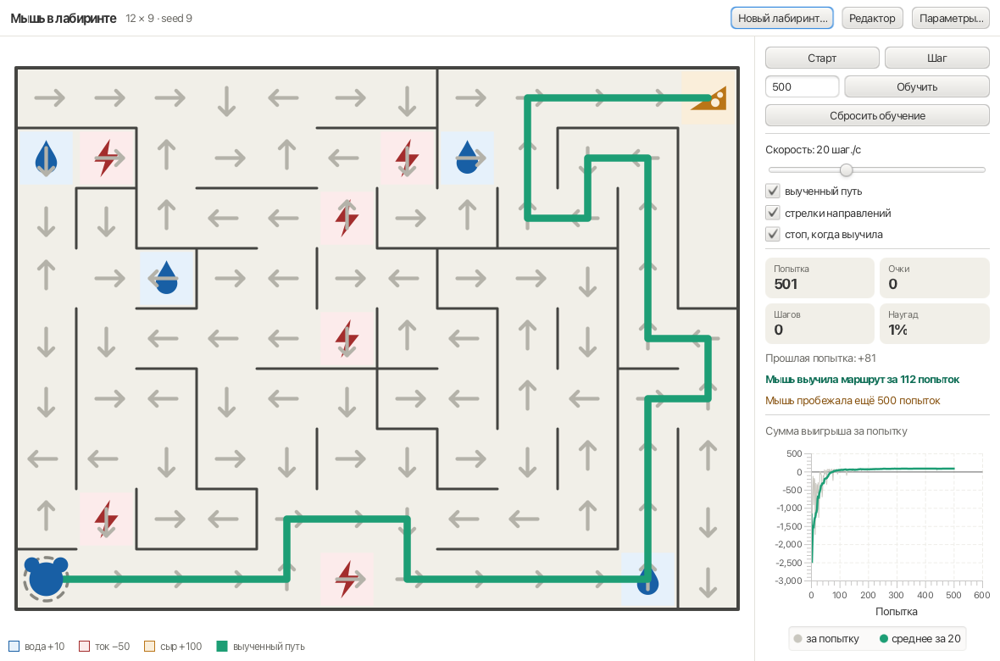 Мышь в лабиринте 12 × 9 · seed 9 Новый лабиринт... Редактор Параметры...
Старт Шаг
500 Обучить
Сбросить обучение
Скорость: 20 шаг./с
выученный путь
стрелки направлений
стоп, когда выучила
Попытка Очки
501 0
Шагов Наугад
0 1%
Прошлая попытка: +81
Мышь выучила маршрут за 112 попыток
Мышь пробежала ещё 500 попыток
Сумма выигрыша за попытку
500
0
-500
-1,000
-1,500
-2,000
-2,500
-3,000
0 100 200 300 400 500 600
Попытка
за попытку среднее за 20
вода +10 ток −50 сыр +100 выученный путь